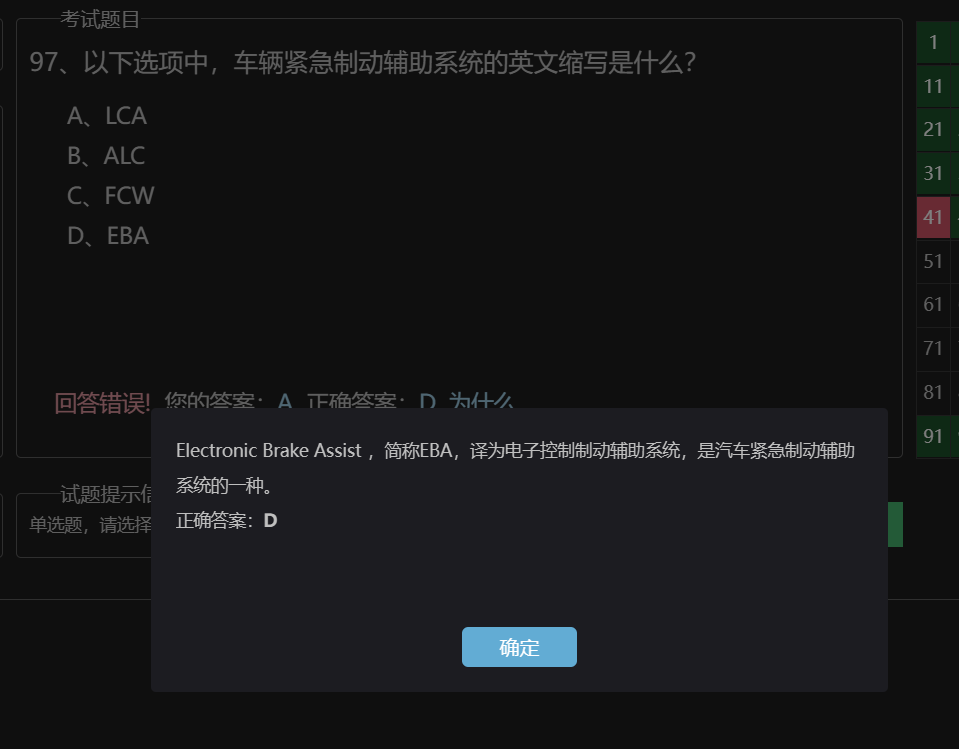 考试题目
97、以下选项中，车辆紧急制动辅助系统的英文缩写是什么？
A、LCA
B、ALC
C、FCW
D、EBA
回答错误! 您的答案：A 正确答案：D 为什么
Electronic Brake Assist ，简称EBA，译为电子控制制动辅助系统，是汽车紧急制动辅助
系统的一种。
正确答案：D
确定
试题提示信
单选题，请选择
1
11
21
31
41
51
61
71
81
91